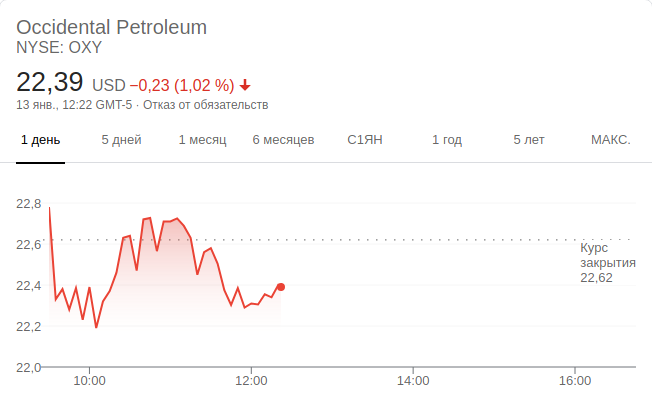 Occidental Petroleum
NYSE: OXY
22,39 USD −0,23 (1,02 %)
13 янв., 12:22 GMT-5 · Отказ от обязательств
1 день 5 дней 1 месяц 6 месяцев С1ЯН 1 год 5 лет МАКС.
22,8
22,6
Курс
закрытия
22,62
22,4
22,2
22,0
10:00 12:00 14:00 16:00